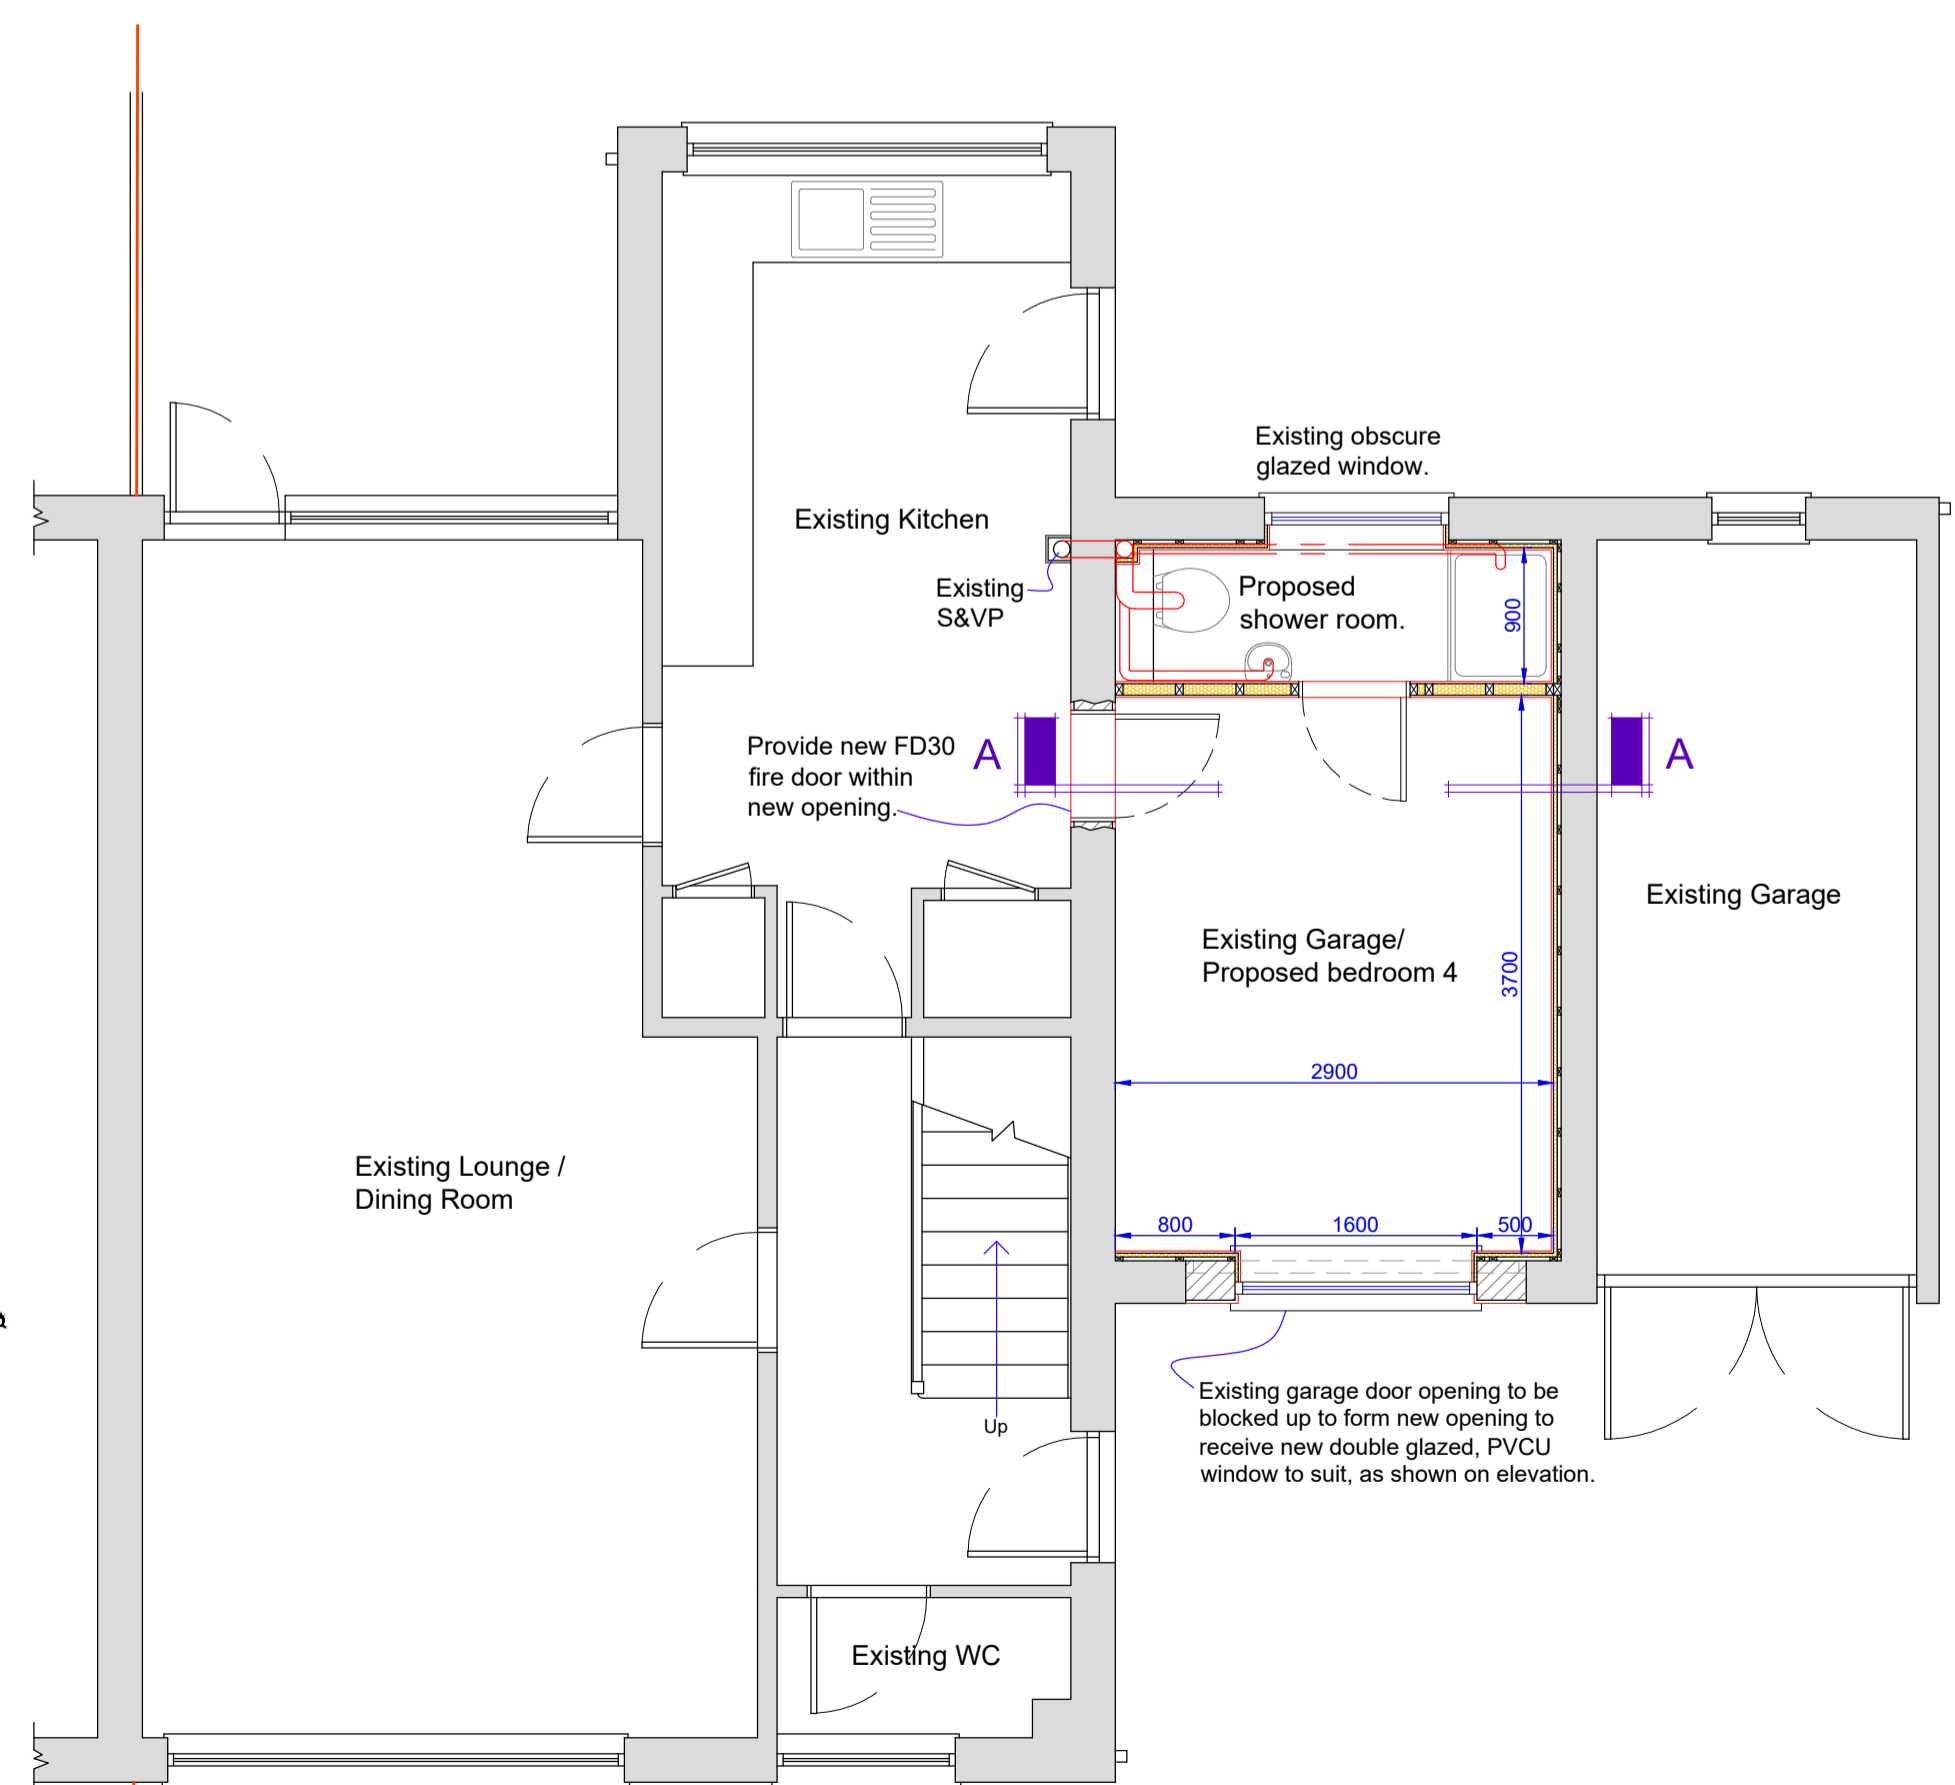 Existing obscure
glazed window.
Existing Kitchen
Existing
S&VP
Proposed
shower room.
900
Provide new FD30
fire door within
new opening.
A
A
Existing Garage
Existing Garage/
Proposed bedroom 4
3700
2900
Existing Lounge /
Dining Room
800
1600
500
Up
Existing garage door opening to be
blocked up to form new opening to
receive new double glazed, PVCU
window to suit, as shown on elevation.
Existing WC